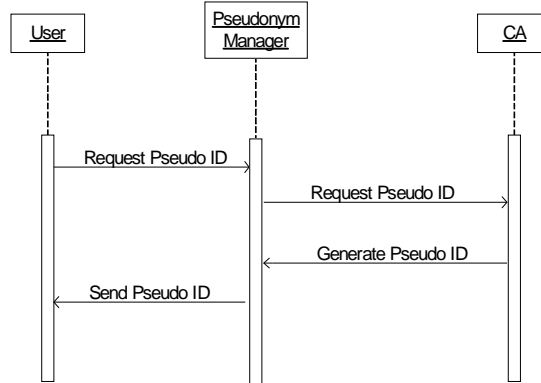 User
Pseudonym
Manager
CA
Request Pseudo ID
Request Pseudo ID
Generate Pseudo ID
Send Pseudo ID